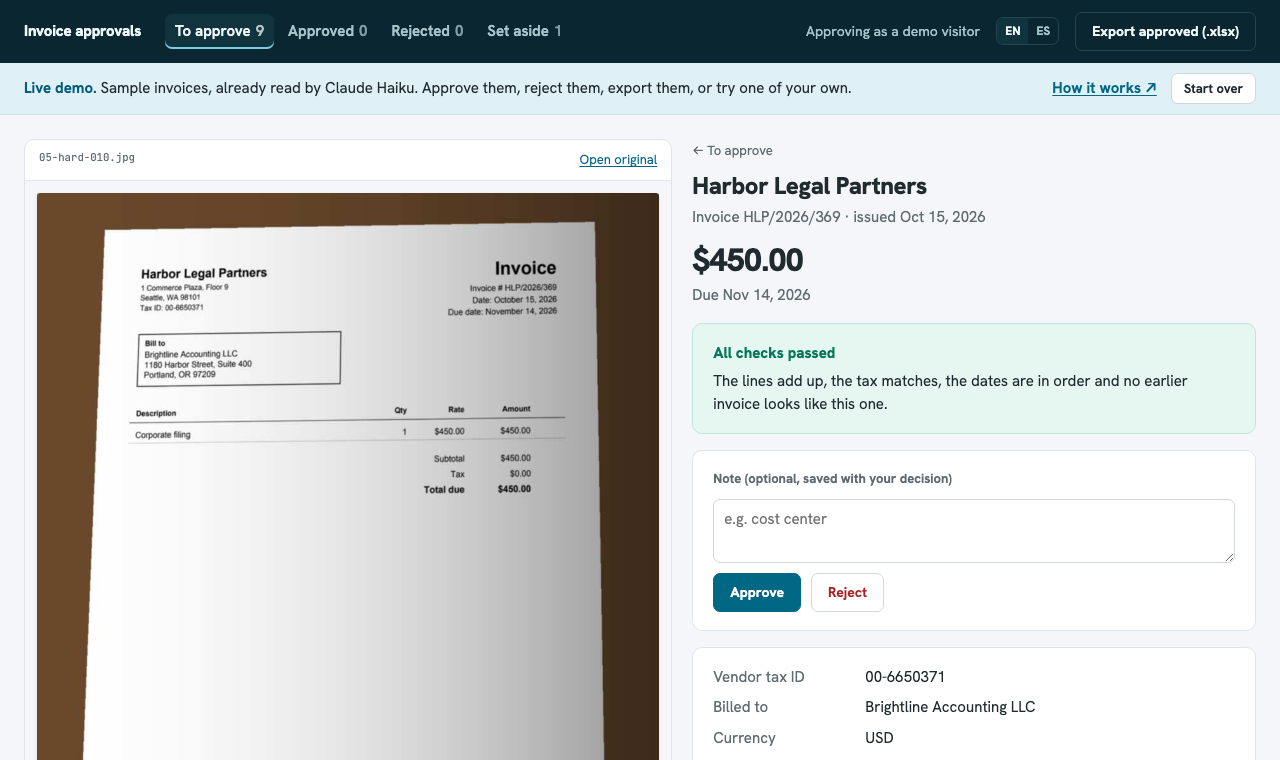 Invoice approvals
To approve 9
Approved 0
Rejected 0
Set aside 1
Approving as a demo visitor
EN
ES
Export approved (.xlsx)
Live demo. Sample invoices, already read by Claude Haiku. Approve them, reject them, export them, or try one of your own.
How it works ↗
Start over
05-hard-010.jpg
Open original
Harbor Legal Partners
1 Commerce Plaza, Floor 9
Seattle, WA 98101
Tax ID: 00-6650371
Invoice
Invoice # HLP/2026/369
Date: October 15, 2026
Due date: November 14, 2026
Bill to
Brightline Accounting LLC
1180 Harbor Street, Suite 400
Portland, OR 97209
Description Qty Rate Amount
Corporate filing 1 $450.00 $450.00
Subtotal $450.00
Tax $0.00
Total due $450.00
← To approve
Harbor Legal Partners
Invoice HLP/2026/369 · issued Oct 15, 2026
$450.00
Due Nov 14, 2026
All checks passed
The lines add up, the tax matches, the dates are in order and no earlier
invoice looks like this one.
Note (optional, saved with your decision)
e.g. cost center
Approve
Reject
Vendor tax ID 00-6650371
Billed to Brightline Accounting LLC
Currency USD